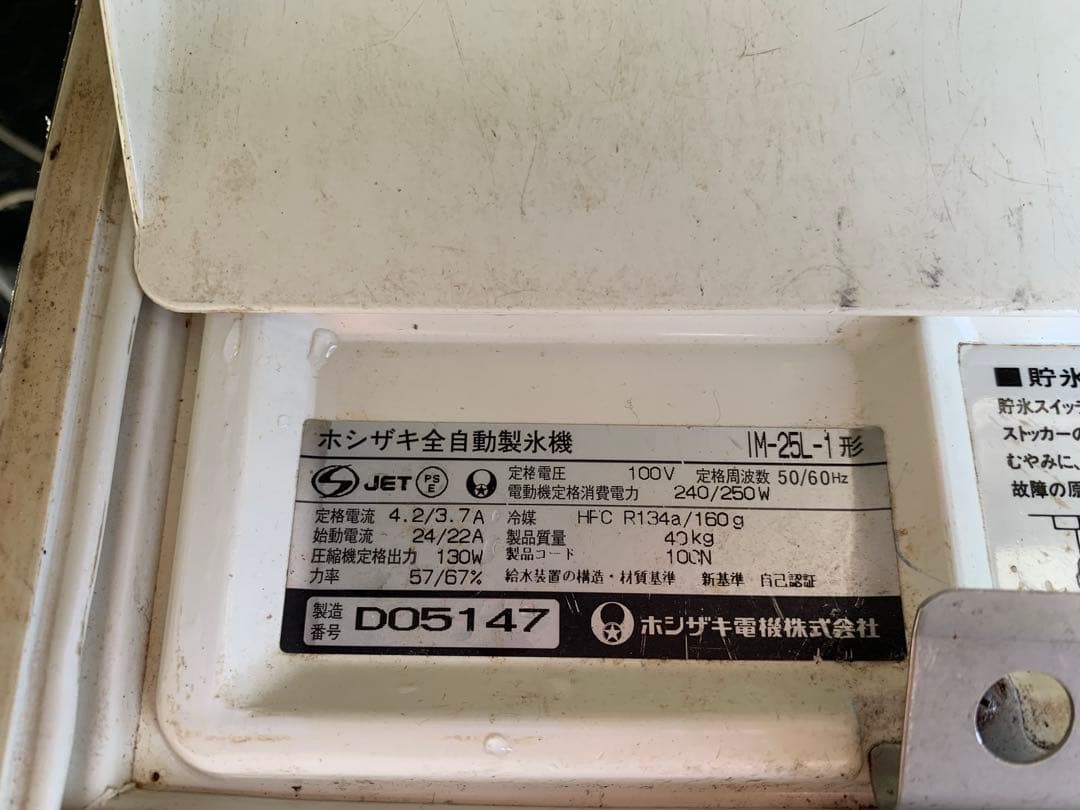 ホシザキ全自動製氷機 IM-25L-1形
JET PS E 定格電圧 100V 定格周波数 50/60Hz
電動機定格消費電力 240/250W
定格電流 4.2/3.7A 冷媒 HFC R134a/160g
始動電流 24/22A 製品質量 40kg
圧縮機定格出力 130W 製品コード 100N
力率 57/67% 給水装置の構造・材質基準 新基準 自己認証
製造番号 D05147 ホシザキ電機株式会社
■ 貯氷
貯氷スイッチ
ストッカーの
むやみに、
故障の原